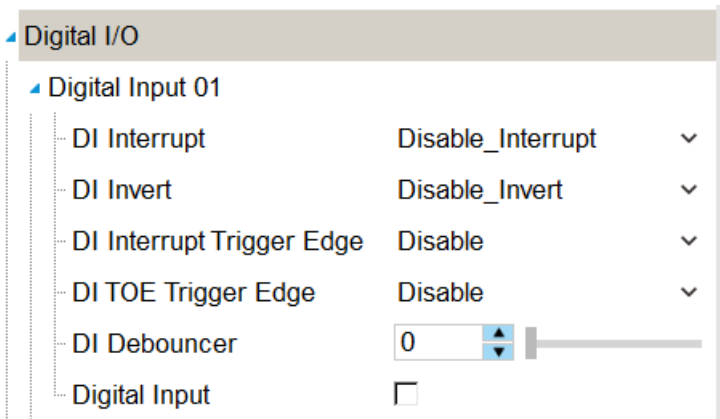 Digital I/O
Digital Input 01
DI Interrupt Disable_Interrupt
DI Invert Disable_Invert
DI Interrupt Trigger Edge Disable
DI TOE Trigger Edge Disable
DI Debouncer 0
Digital Input